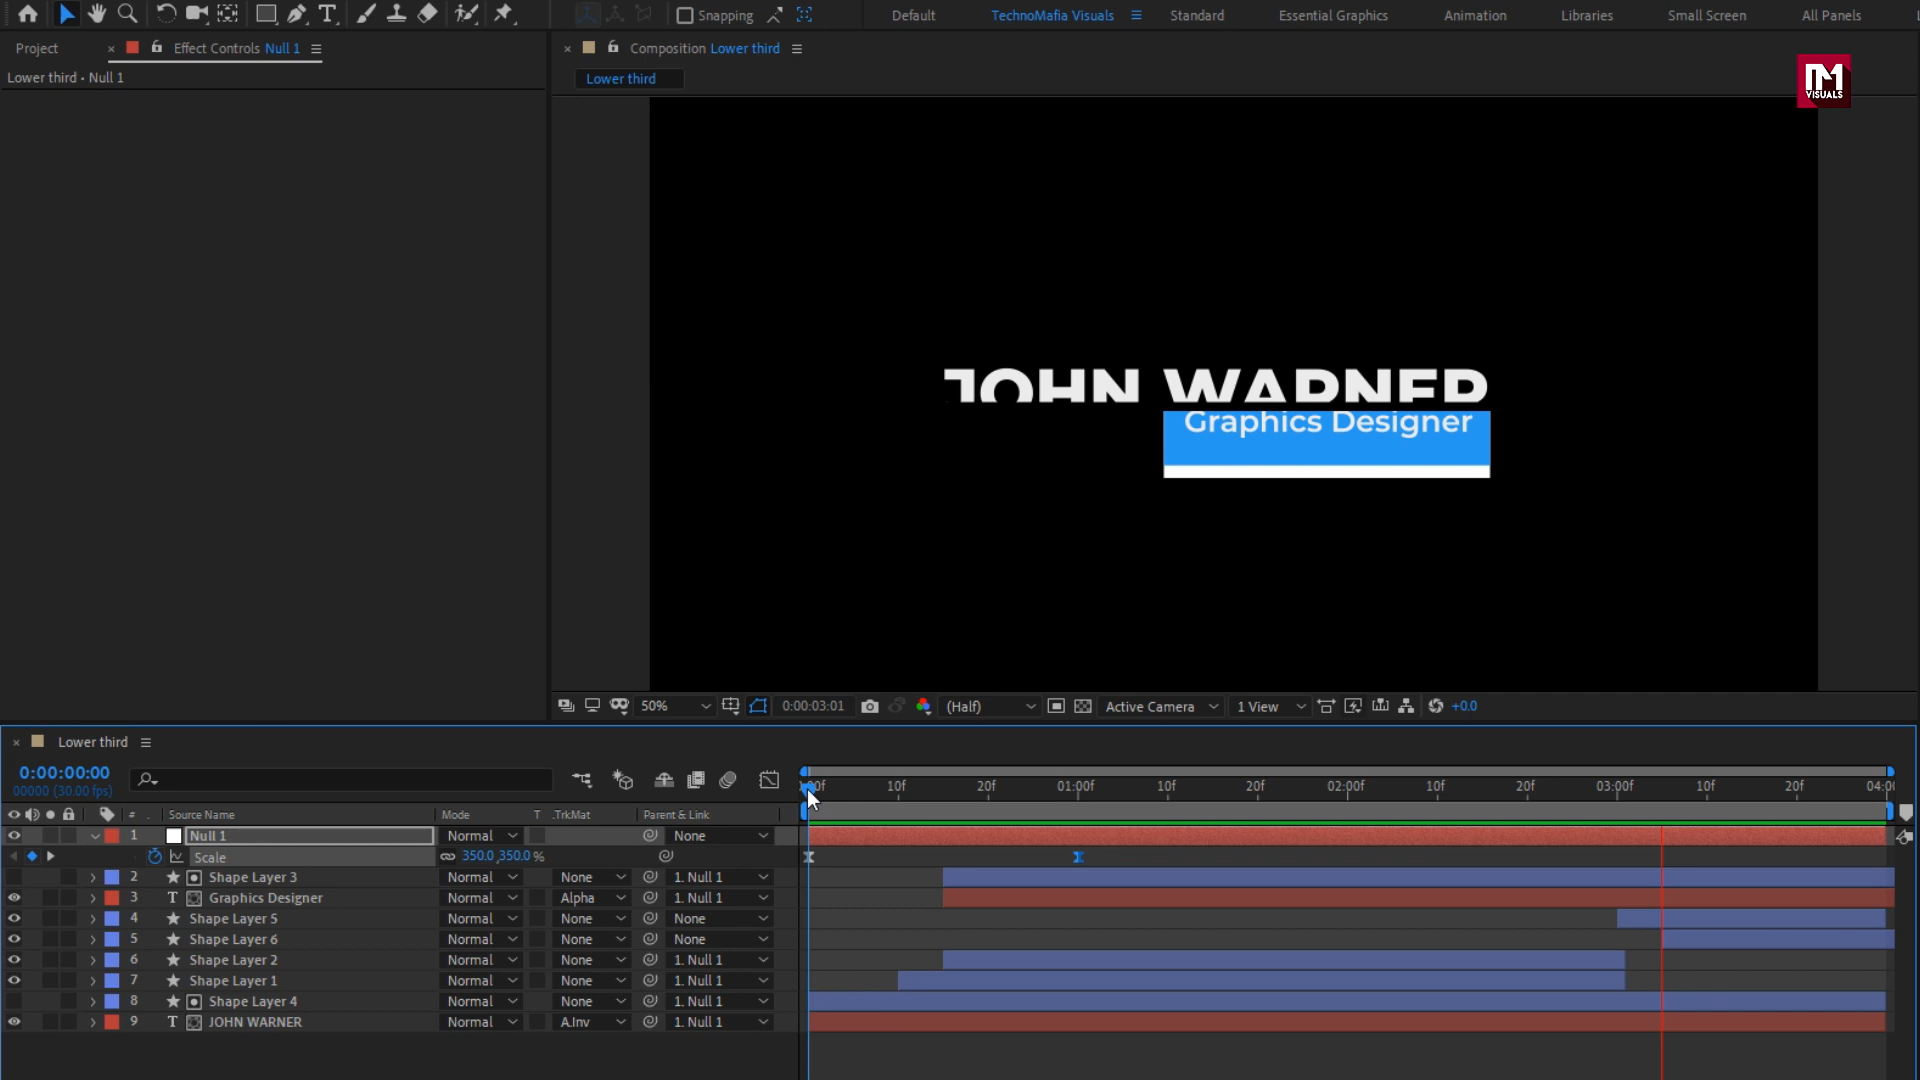 Snapping
Default
TechnoMafia Visuals
Standard
Essential Graphics
Animation
Libraries
Small Screen
All Panels
Project
Effect Controls Null 1
Composition Lower third
Lower third • Null 1
Lower third
VISUALS
JOHN WARNER
Graphics Designer
50%
0:00:03:01
(Half)
Active Camera
1 View
+0.0
Lower third
0:00:00:00
00000 (30.00 fps)
10f
20f
01:00f
10f
20f
02:00f
10f
20f
03:00f
10f
20f
# Source Name Mode T .TrkMat Parent & Link
1 Null 1 Normal None
Scale 350.0, 350.0 %
2 Shape Layer 3 Normal None 1. Null 1
3 T Graphics Designer Normal Alpha 1. Null 1
4 Shape Layer 5 Normal None None
5 Shape Layer 6 Normal None None
6 Shape Layer 2 Normal None 1. Null 1
7 Shape Layer 1 Normal None 1. Null 1
8 Shape Layer 4 Normal None 1. Null 1
9 T JOHN WARNER Normal A.Inv 1. Null 1